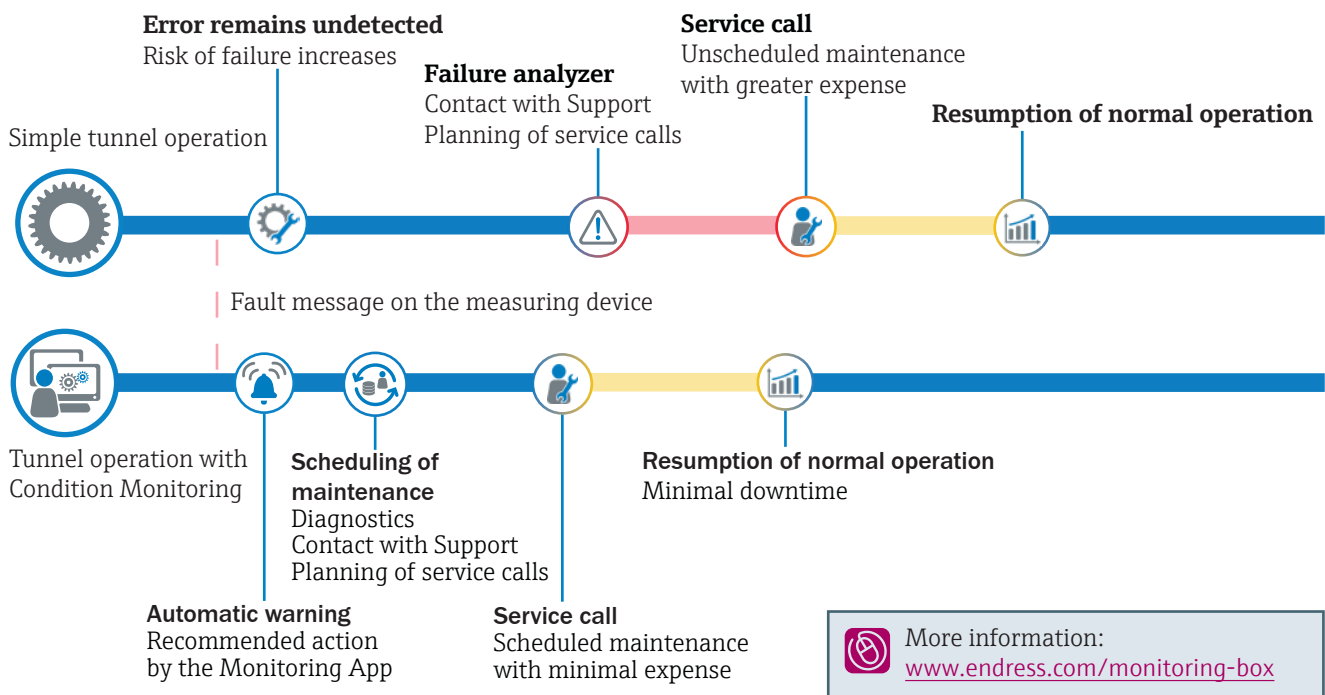 Error remains undetected
Risk of failure increases
Failure analyzer
Contact with Support
Planning of service calls
Service call
Unscheduled maintenance
with greater expense
Resumption of normal operation
Simple tunnel operation
Fault message on the measuring device
Tunnel operation with
Condition Monitoring
Automatic warning
Recommended action
by the Monitoring App
Scheduling of
maintenance
Diagnostics
Contact with Support
Planning of service calls
Service call
Scheduled maintenance
with minimal expense
Resumption of normal operation
Minimal downtime
More information:
www.endress.com/monitoring-box